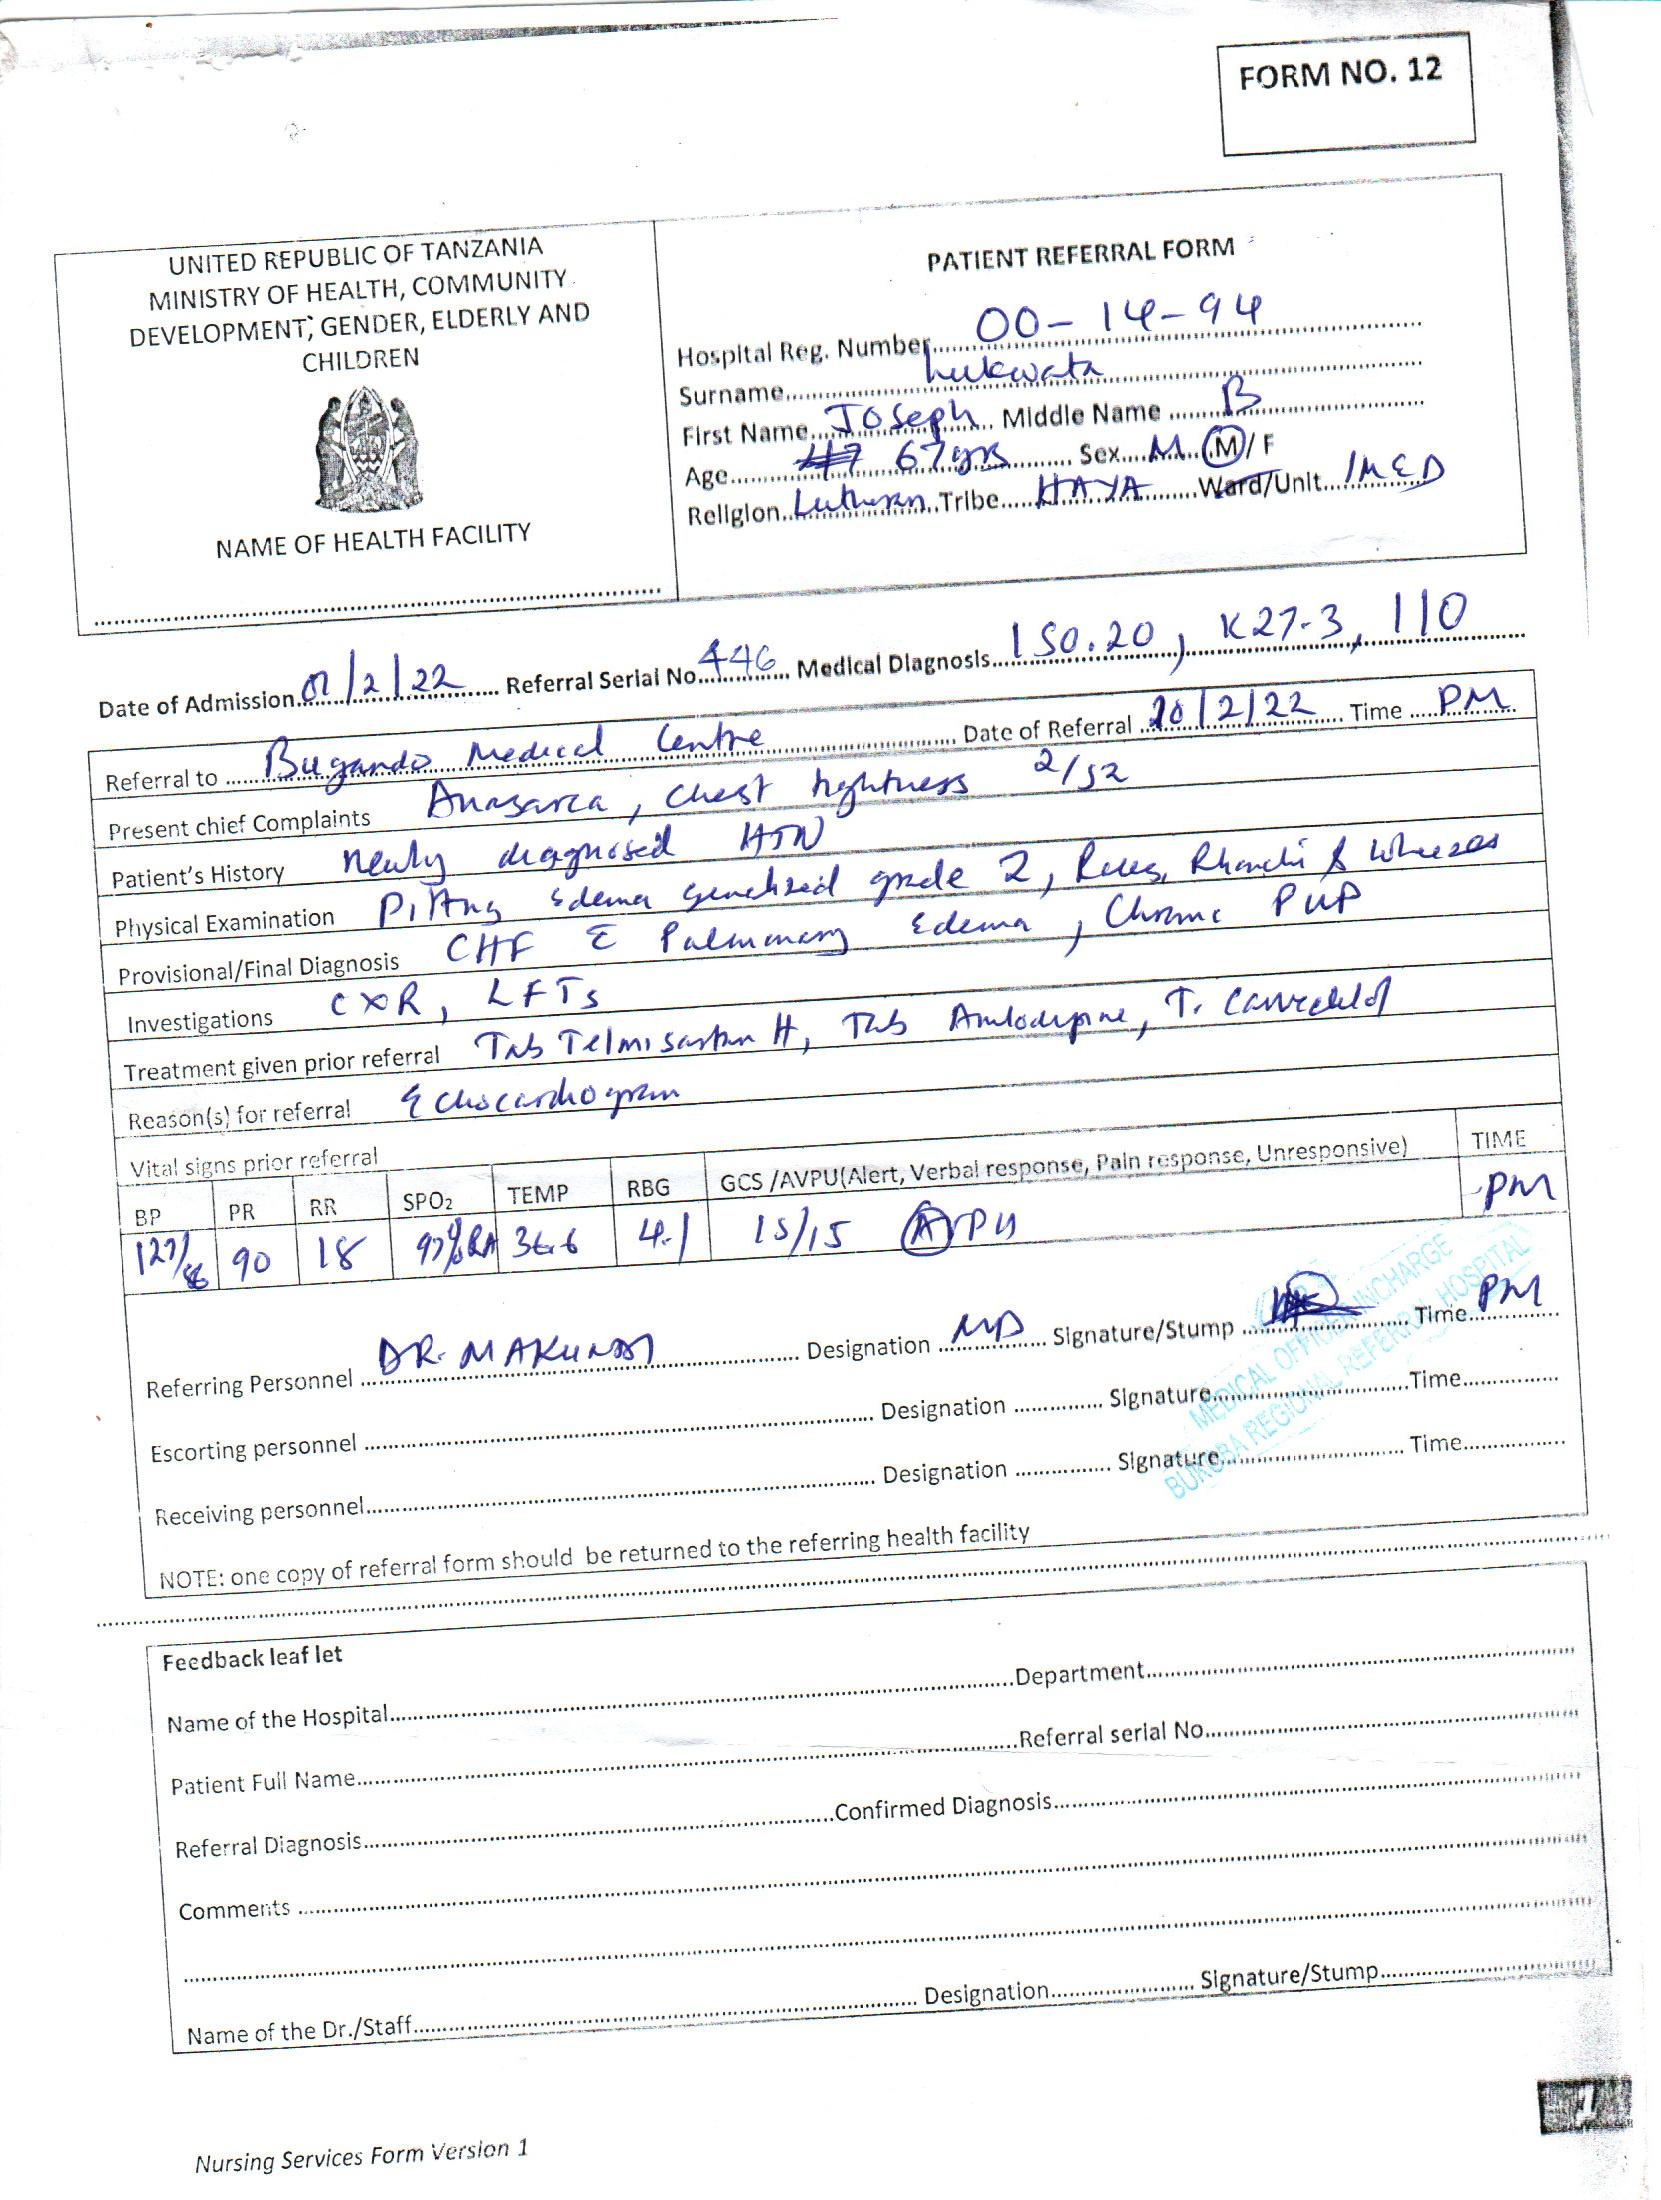 FORM NO. 12
UNITED REPUBLIC OF TANZANIA
MINISTRY OF HEALTH, COMMUNITY
DEVELOPMENT, GENDER, ELDERLY AND
CHILDREN
NAME OF HEALTH FACILITY
PATIENT REFERRAL FORM
Hospital Reg. Number 00-14-94
Surname Lukwata
First Name Joseph Middle Name B
Age 67yrs Sex M M/F
Religion Lutheran Tribe HAYA Ward/Unit IMED
Date of Admission /2/22 Referral Serial No 446 Medical Diagnosis I50.20, K27-3, I10
Referral to Bugando Medical Centre Date of Referral 20/2/22 Time PM
Present chief Complaints Anasarca, chest tightness 2/52
Patient's History newly diagnosed HTN
Physical Examination Pitting Edema generalized grade 2, Rales, Rhonchi & Wheezes
Provisional/Final Diagnosis CHF c̄ Pulmonary Edema, Chronic PUD
Investigations CXR, LFTs
Treatment given prior referral Tab Telmisartan H, Tab Amlodipine, T. Carvedilol
Reason(s) for referral Echocardiogram
Vital signs prior referral
BP PR RR SPO₂ TEMP RBG GCS /AVPU(Alert, Verbal response, Pain response, Unresponsive) TIME
127/ 90 18 97%RA 36.6 4.1 15/15 AVPU PM
Referring Personnel DR. MAKUNDI Designation MD Signature/Stump Time PM
Escorting personnel Designation Signature Time
Receiving personnel Designation Signature Time
MEDICAL OFFICER INCHARGE
BUKOBA REGIONAL REFERRAL HOSPITAL
NOTE: one copy of referral form should be returned to the referring health facility
Feedback leaf let
Name of the Hospital Department
Patient Full Name Referral serial No
Referral Diagnosis Confirmed Diagnosis
Comments
Name of the Dr./Staff Designation Signature/Stump
Nursing Services Form Version 1